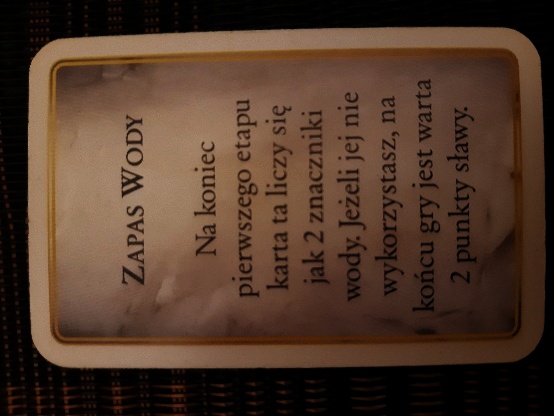 ZAPAS WODY
Na koniec
pierwszego etapu
karta ta liczy się
jak 2 znaczniki
wody. Jeżeli jej nie
wykorzystasz, na
końcu gry jest warta
2 punkty sławy.